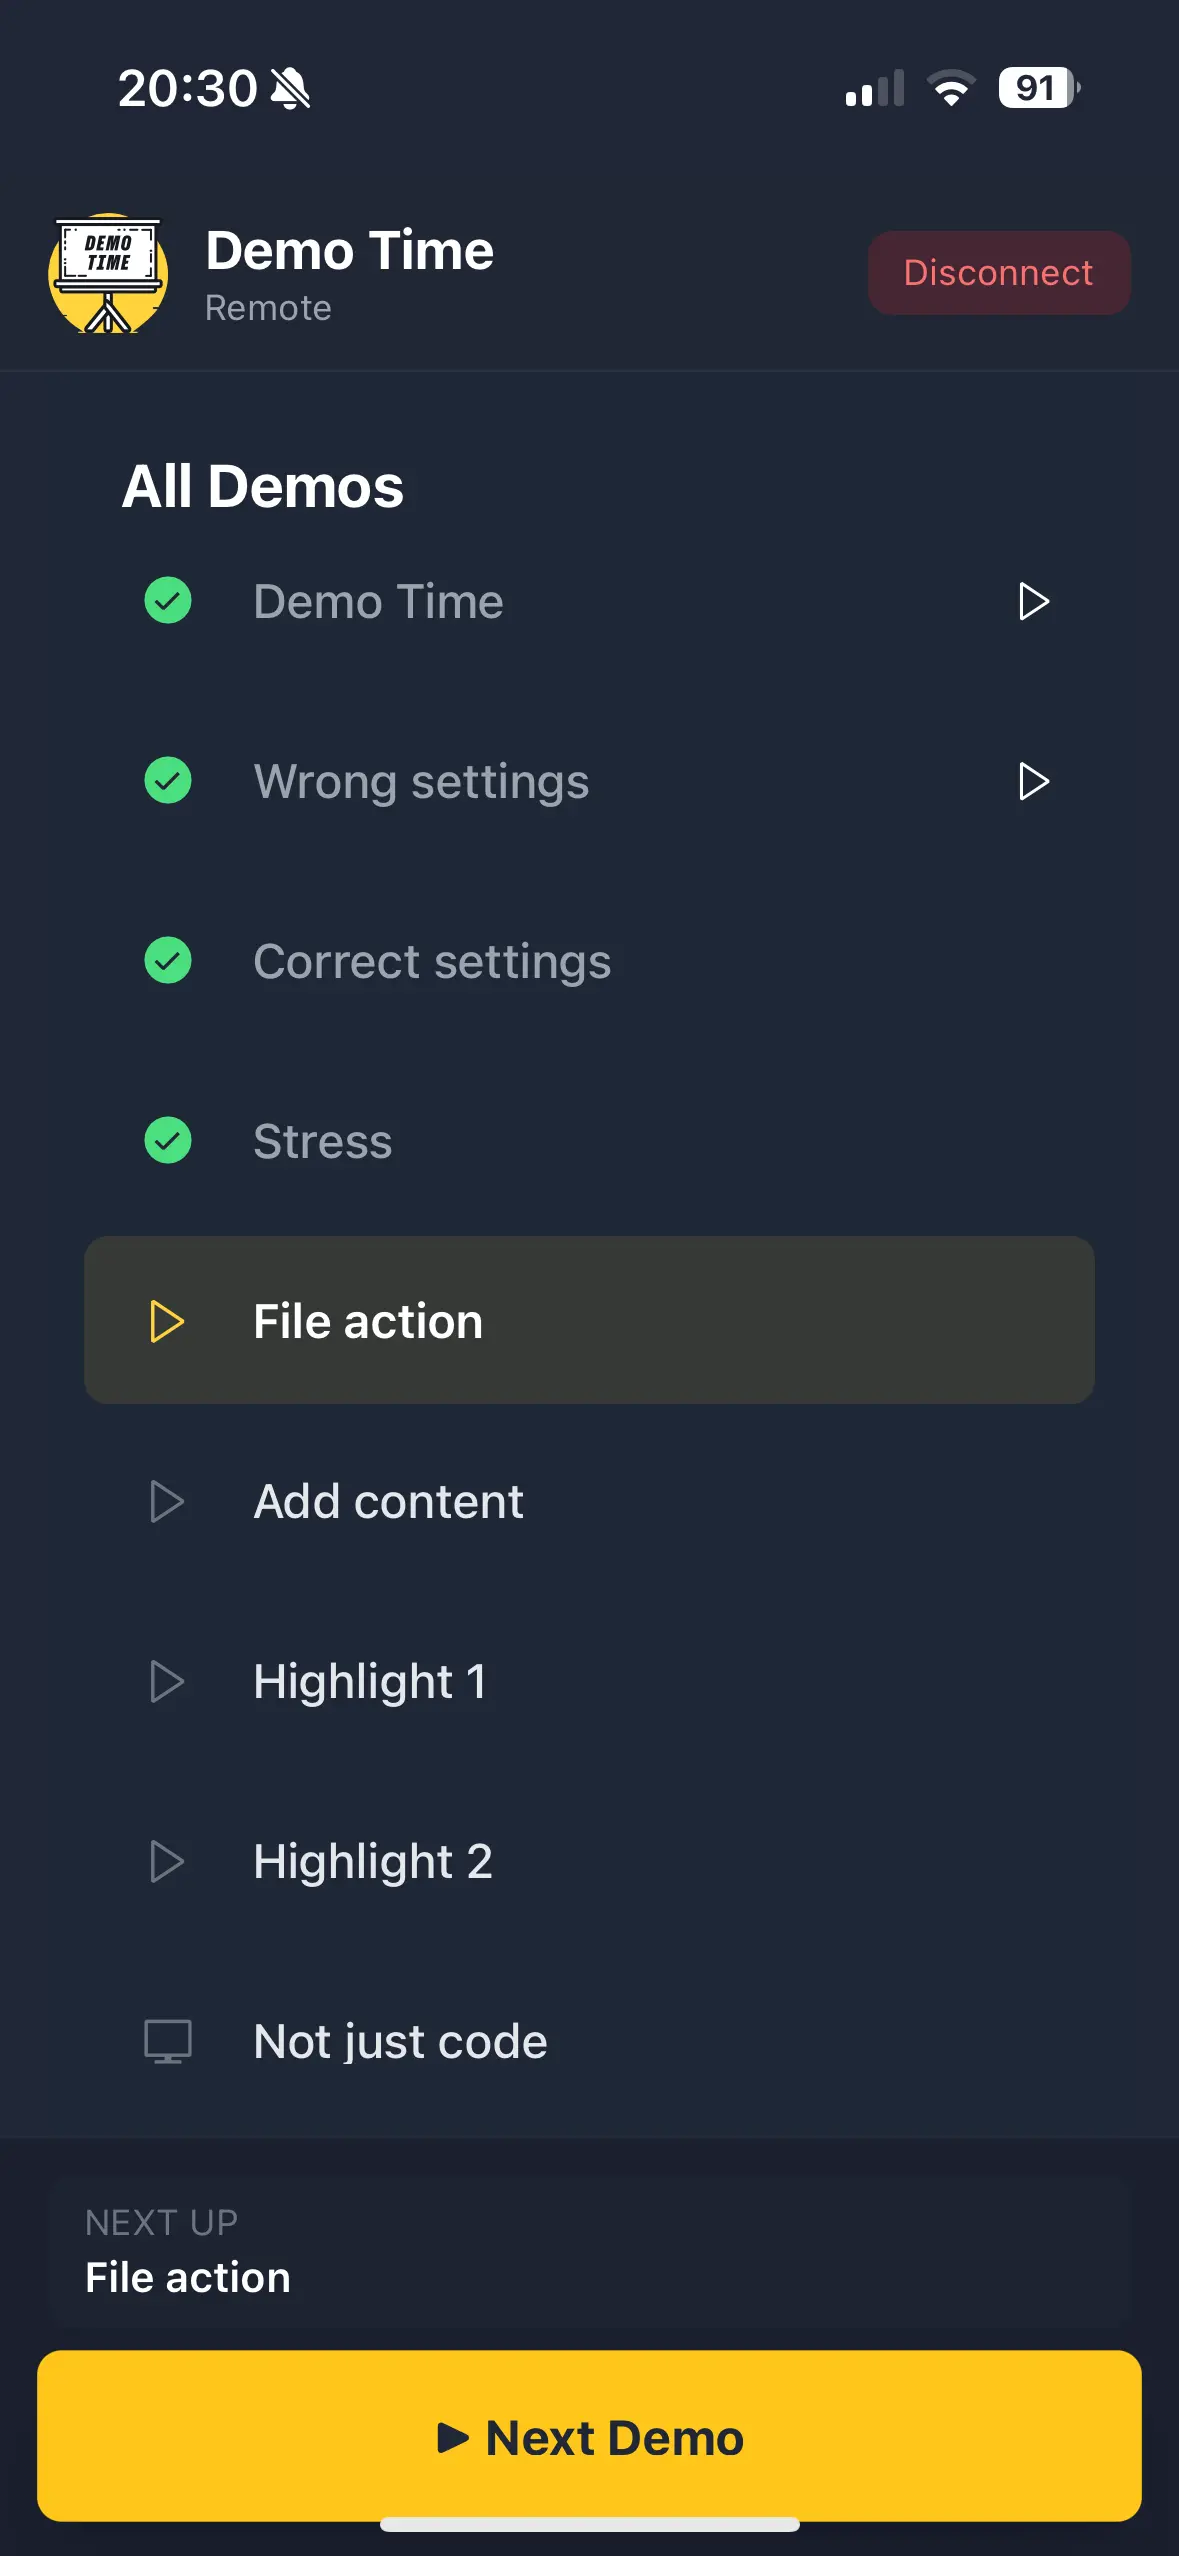 20:30
91
DEMO
TIME
Demo Time
Remote
Disconnect
All Demos
Demo Time
Wrong settings
Correct settings
Stress
File action
Add content
Highlight 1
Highlight 2
Not just code
NEXT UP
File action
Next Demo